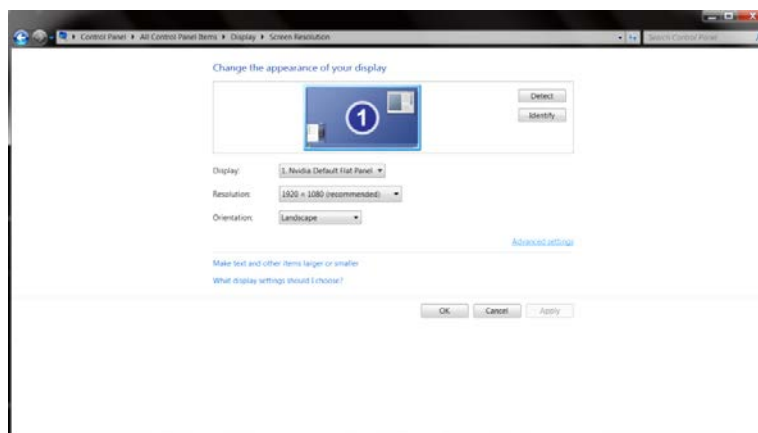 Control Panel ▸ All Control Panel Items ▸ Display ▸ Screen Resolution
Search Control Panel
Change the appearance of your display
1
Detect
Identify
Display:
1. Nvidia Default Flat Panel
Resolution:
1920 × 1080 (recommended)
Orientation:
Landscape
Advanced settings
Make text and other items larger or smaller
What display settings should I choose?
OK
Cancel
Apply